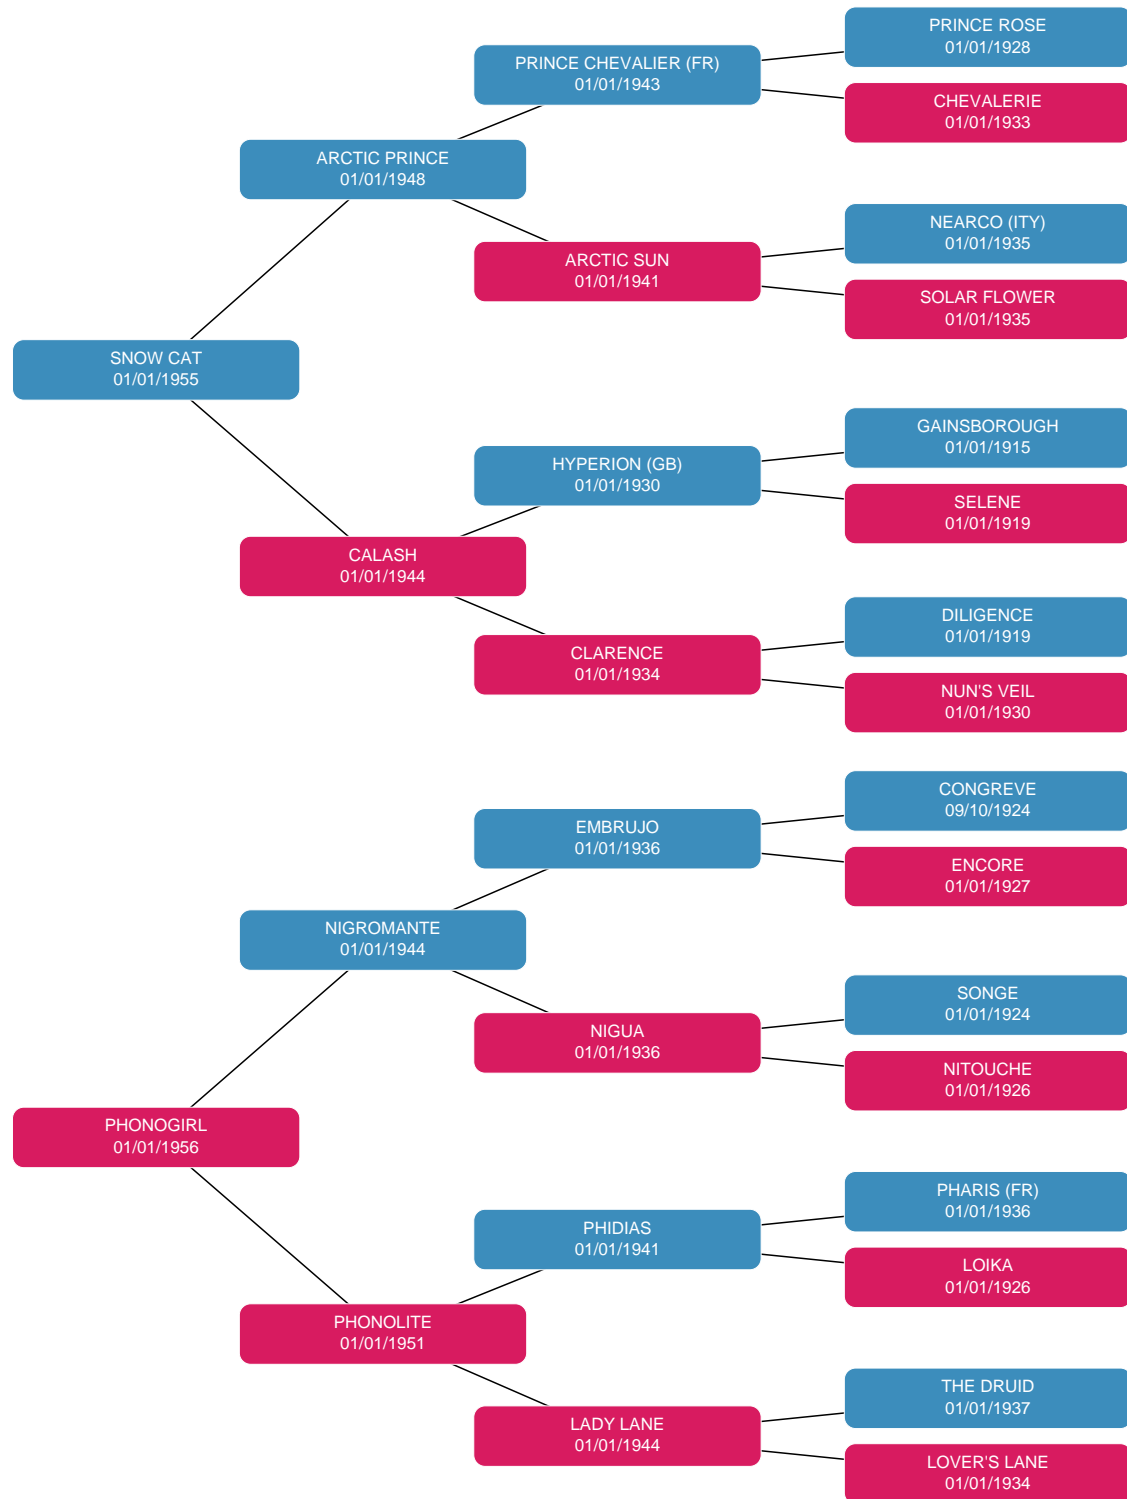 PRINCE ROSE
01/01/1928
PRINCE CHEVALIER (FR)
01/01/1943
CHEVALERIE
01/01/1933
ARCTIC PRINCE
01/01/1948
NEARCO (ITY)
01/01/1935
ARCTIC SUN
01/01/1941
SOLAR FLOWER
01/01/1935
SNOW CAT
01/01/1955
GAINSBOROUGH
01/01/1915
HYPERION (GB)
01/01/1930
SELENE
01/01/1919
CALASH
01/01/1944
DILIGENCE
01/01/1919
CLARENCE
01/01/1934
NUN'S VEIL
01/01/1930
CONGREVE
09/10/1924
EMBRUJO
01/01/1936
ENCORE
01/01/1927
NIGROMANTE
01/01/1944
SONGE
01/01/1924
NIGUA
01/01/1936
NITOUCHE
01/01/1926
PHONOGIRL
01/01/1956
PHARIS (FR)
01/01/1936
PHIDIAS
01/01/1941
LOIKA
01/01/1926
PHONOLITE
01/01/1951
THE DRUID
01/01/1937
LADY LANE
01/01/1944
LOVER'S LANE
01/01/1934